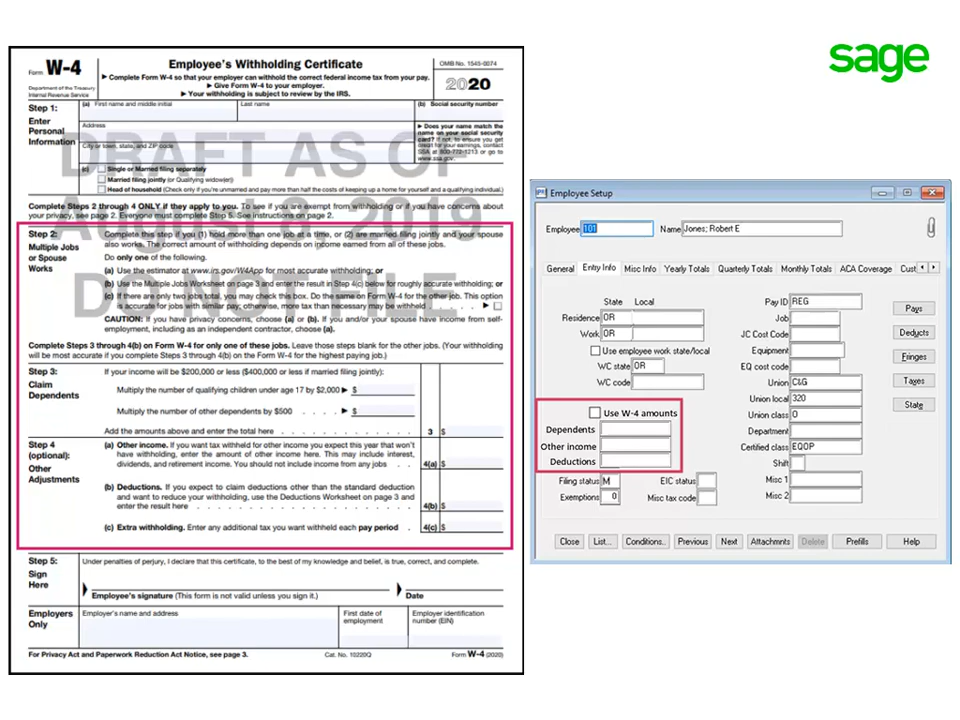 sage
Form W-4
Department of the Treasury
Internal Revenue Service
Employee's Withholding Certificate
▶ Complete Form W-4 so that your employer can withhold the correct federal income tax from your pay.
▶ Give Form W-4 to your employer.
▶ Your withholding is subject to review by the IRS.
OMB No. 1545-0074
2020
DRAFT AS OF
August 8, 2019
DO NOT FILE
Step 1:
Enter
Personal
Information
(a) First name and middle initial
Last name
(b) Social security number
Address
City or town, state, and ZIP code
▶ Does your name match the
name on your social security
card? If not, to ensure you get
credit for your earnings, contact
SSA at 800-772-1213 or go to
www.ssa.gov.
(c) Single or Married filing separately
Married filing jointly (or Qualifying widow(er))
Head of household (Check only if you're unmarried and pay more than half the costs of keeping up a home for yourself and a qualifying individual.)
Complete Steps 2 through 4 ONLY if they apply to you. To see if you are exempt from withholding or if you have concerns about
your privacy, see page 2. Everyone must complete Step 5. See instructions on page 2.
Step 2:
Multiple Jobs
or Spouse
Works
Complete this step if you (1) hold more than one job at a time, or (2) are married filing jointly and your spouse
also works. The correct amount of withholding depends on income earned from all of these jobs.
Do only one of the following.
(a) Use the estimator at www.irs.gov/W4App for most accurate withholding; or
(b) Use the Multiple Jobs Worksheet on page 3 and enter the result in Step 4(c) below for roughly accurate withholding; or
(c) If there are only two jobs total, you may check this box. Do the same on Form W-4 for the other job. This option
is accurate for jobs with similar pay; otherwise, more tax than necessary may be withheld . . . . ▶
CAUTION: If you have privacy concerns, choose (a) or (b). If you and/or your spouse have income from self-
employment, including as an independent contractor, choose (a).
Complete Steps 3 through 4(b) on Form W-4 for only one of these jobs. Leave those steps blank for the other jobs. (Your withholding
will be most accurate if you complete Steps 3 through 4(b) on the Form W-4 for the highest paying job.)
Step 3:
Claim
Dependents
If your income will be $200,000 or less ($400,000 or less if married filing jointly):
Multiply the number of qualifying children under age 17 by $2,000 ▶ $
Multiply the number of other dependents by $500 . . . . ▶ $
Add the amounts above and enter the total here . . . . . . . . . . . . . 3 $
Step 4
(optional):
Other
Adjustments
(a) Other income. If you want tax withheld for other income you expect this year that won't
have withholding, enter the amount of other income here. This may include interest,
dividends, and retirement income. You should not include income from any jobs . . 4(a) $
(b) Deductions. If you expect to claim deductions other than the standard deduction
and want to reduce your withholding, use the Deductions Worksheet on page 3 and
enter the result here . . . . . . . . . . . . . . . . . . . . 4(b) $
(c) Extra withholding. Enter any additional tax you want withheld each pay period . 4(c) $
Step 5:
Sign
Here
Under penalties of perjury, I declare that this certificate, to the best of my knowledge and belief, is true, correct, and complete.
Employee's signature (This form is not valid unless you sign it.)
Date
Employers
Only
Employer's name and address
First date of
employment
Employer identification
number (EIN)
For Privacy Act and Paperwork Reduction Act Notice, see page 3.
Cat. No. 10220Q
Form W-4 (2020)
Employee Setup
Employee 101
Name Jones; Robert E
General Entry Info Misc Info Yearly Totals Quarterly Totals Monthly Totals ACA Coverage Cust
State Local
Residence OR
Work OR
Use employee work state/local
WC state OR
WC code
Use W-4 amounts
Dependents
Other income
Deductions
Filing status M
EIC status
Exemptions 0
Misc tax code
Pay ID REG
Job
JC Cost Code
Equipment
EQ cost code
Union C&G
Union local 320
Union class 0
Department
Certified class EQOP
Shift
Misc 1
Misc 2
Pays
Deducts
Fringes
Taxes
State
Close List... Conditions.. Previous Next Attachmnts Delete Prefills Help